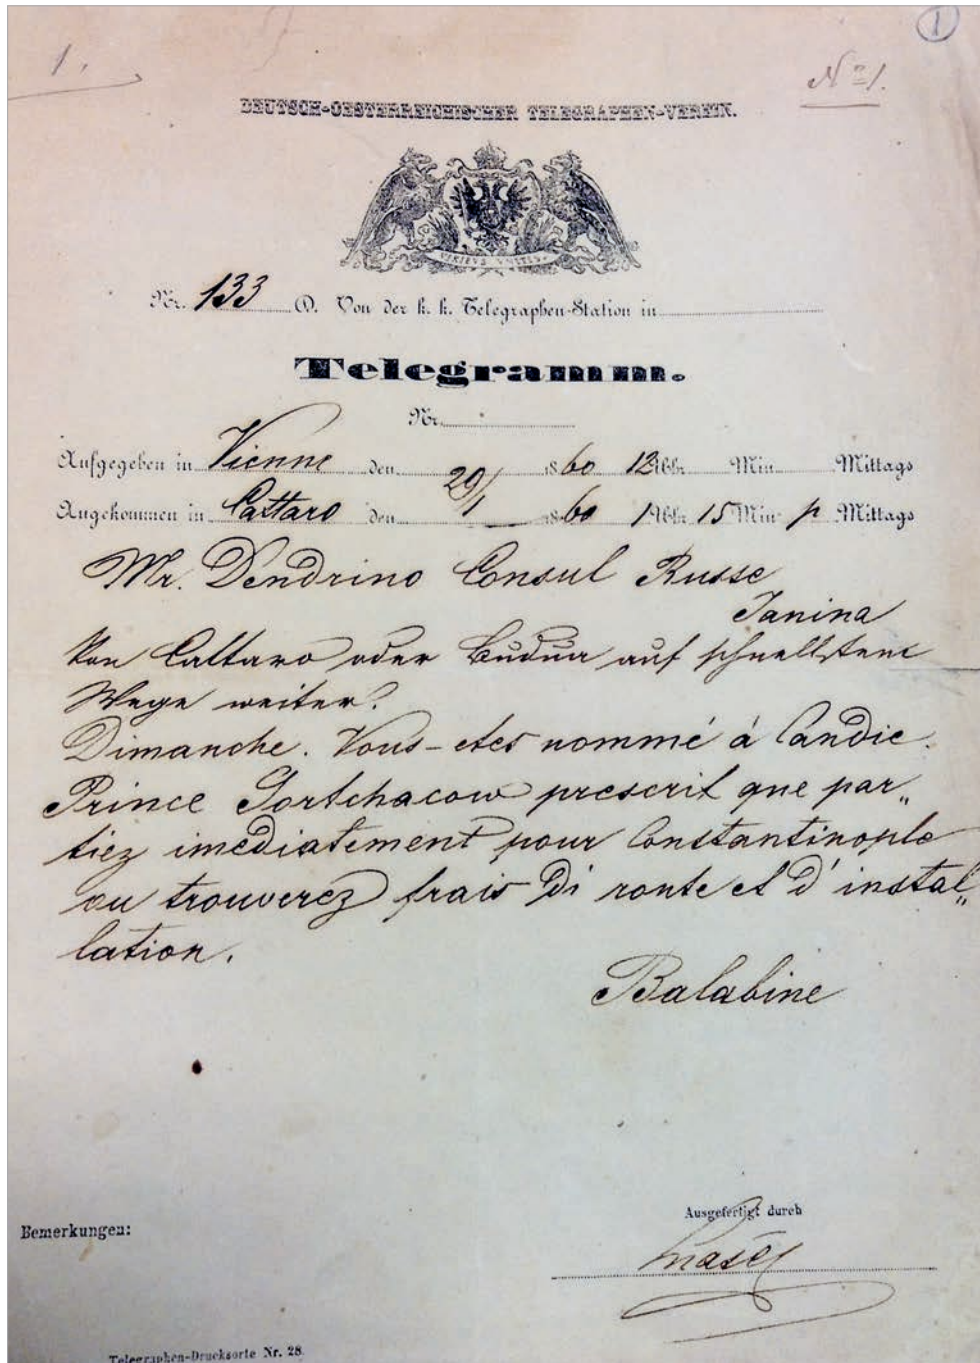 1
1.
Nº 1.
DEUTSCH-OESTERREICHISCHER TELEGRAPHEN-VEREIN.
VIRIBUS UNITIS
Nr. 133 D. Von der k. k. Telegraphen-Station in
Telegramm.
Nr.
Aufgegeben in Vienne den 29/1 1860 12 Uhr Min Mittags
Angekommen in Cattaro den 1860 1 Uhr 15 Min p Mittags
Mr. Dendrino Consul Russe
Janina
Von Cattaro oder Budua auf schnellstem
Wege weiter.
Dimanche. Vous-etes nommé á Candie.
Prince Gortchacow prescrit que par„
tiez imediatement pour Constantinople
ou trouverez frais di route et d'instal„
lation.
Balabine
Ausgefertigt durch
Bemerkungen:
Telegraphen-Drucksorte Nr. 28.